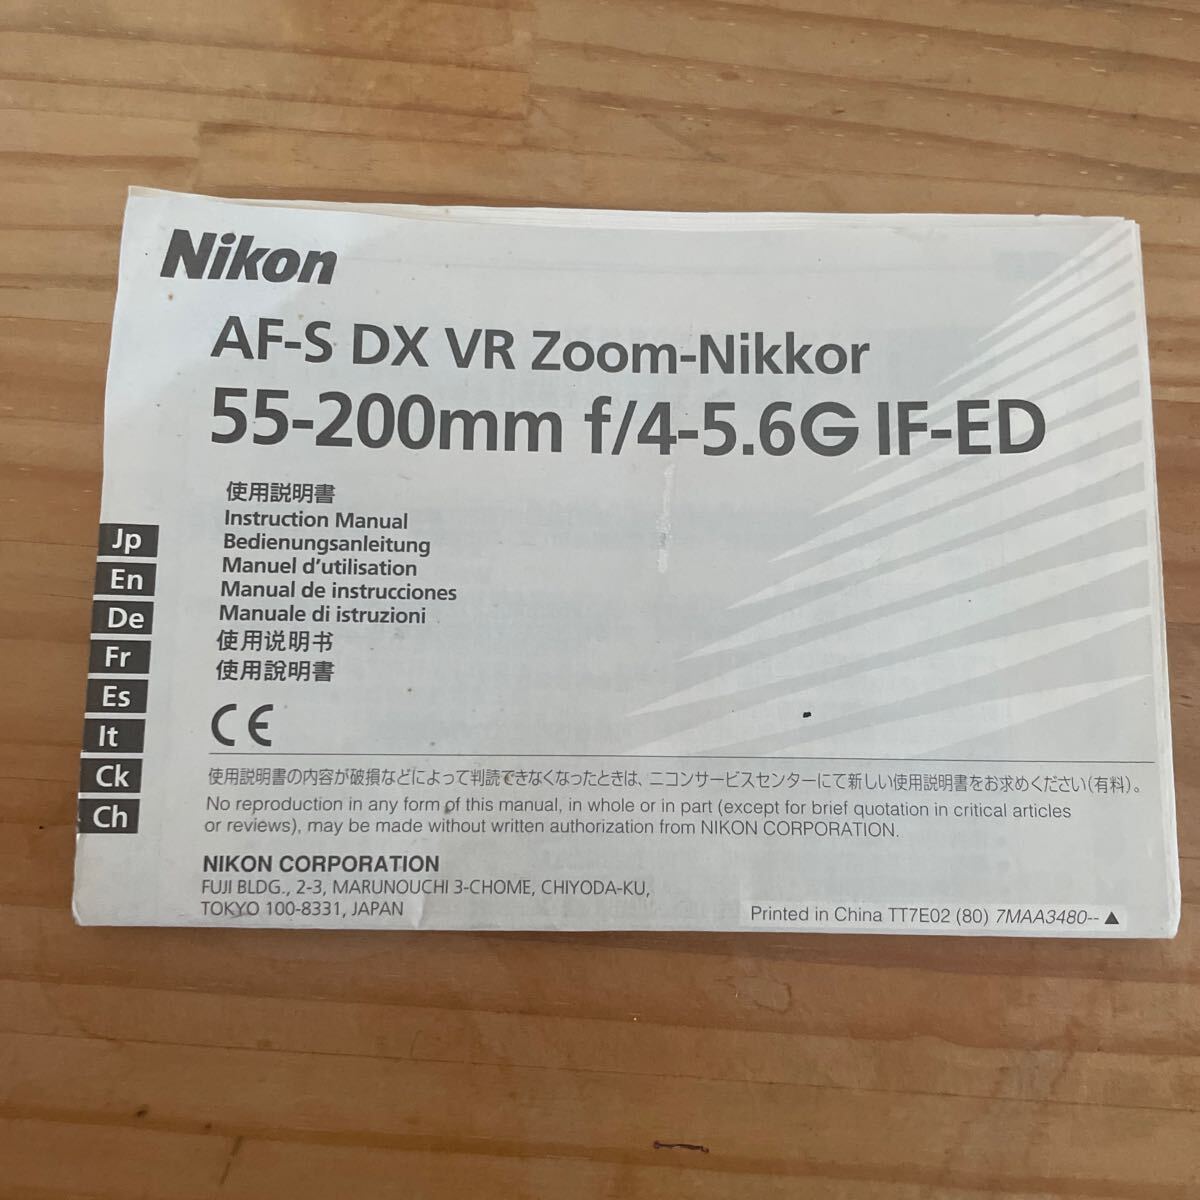 Nikon
AF-S DX VR Zoom-Nikkor
55-200mm f/4-5.6G IF-ED
使用説明書
Instruction Manual
Bedienungsanleitung
Manuel d'utilisation
Manual de instrucciones
Manuale di istruzioni
使用说明书
使用說明書
Jp
En
De
Fr
Es
It
Ck
Ch
CE
使用説明書の内容が破損などによって判読できなくなったときは、ニコンサービスセンターにて新しい使用説明書をお求めください(有料)。
No reproduction in any form of this manual, in whole or in part (except for brief quotation in critical articles
or reviews), may be made without written authorization from NIKON CORPORATION.
NIKON CORPORATION
FUJI BLDG., 2-3, MARUNOUCHI 3-CHOME, CHIYODA-KU,
TOKYO 100-8331, JAPAN
Printed in China TT7E02 (80) 7MAA3480-- ▲